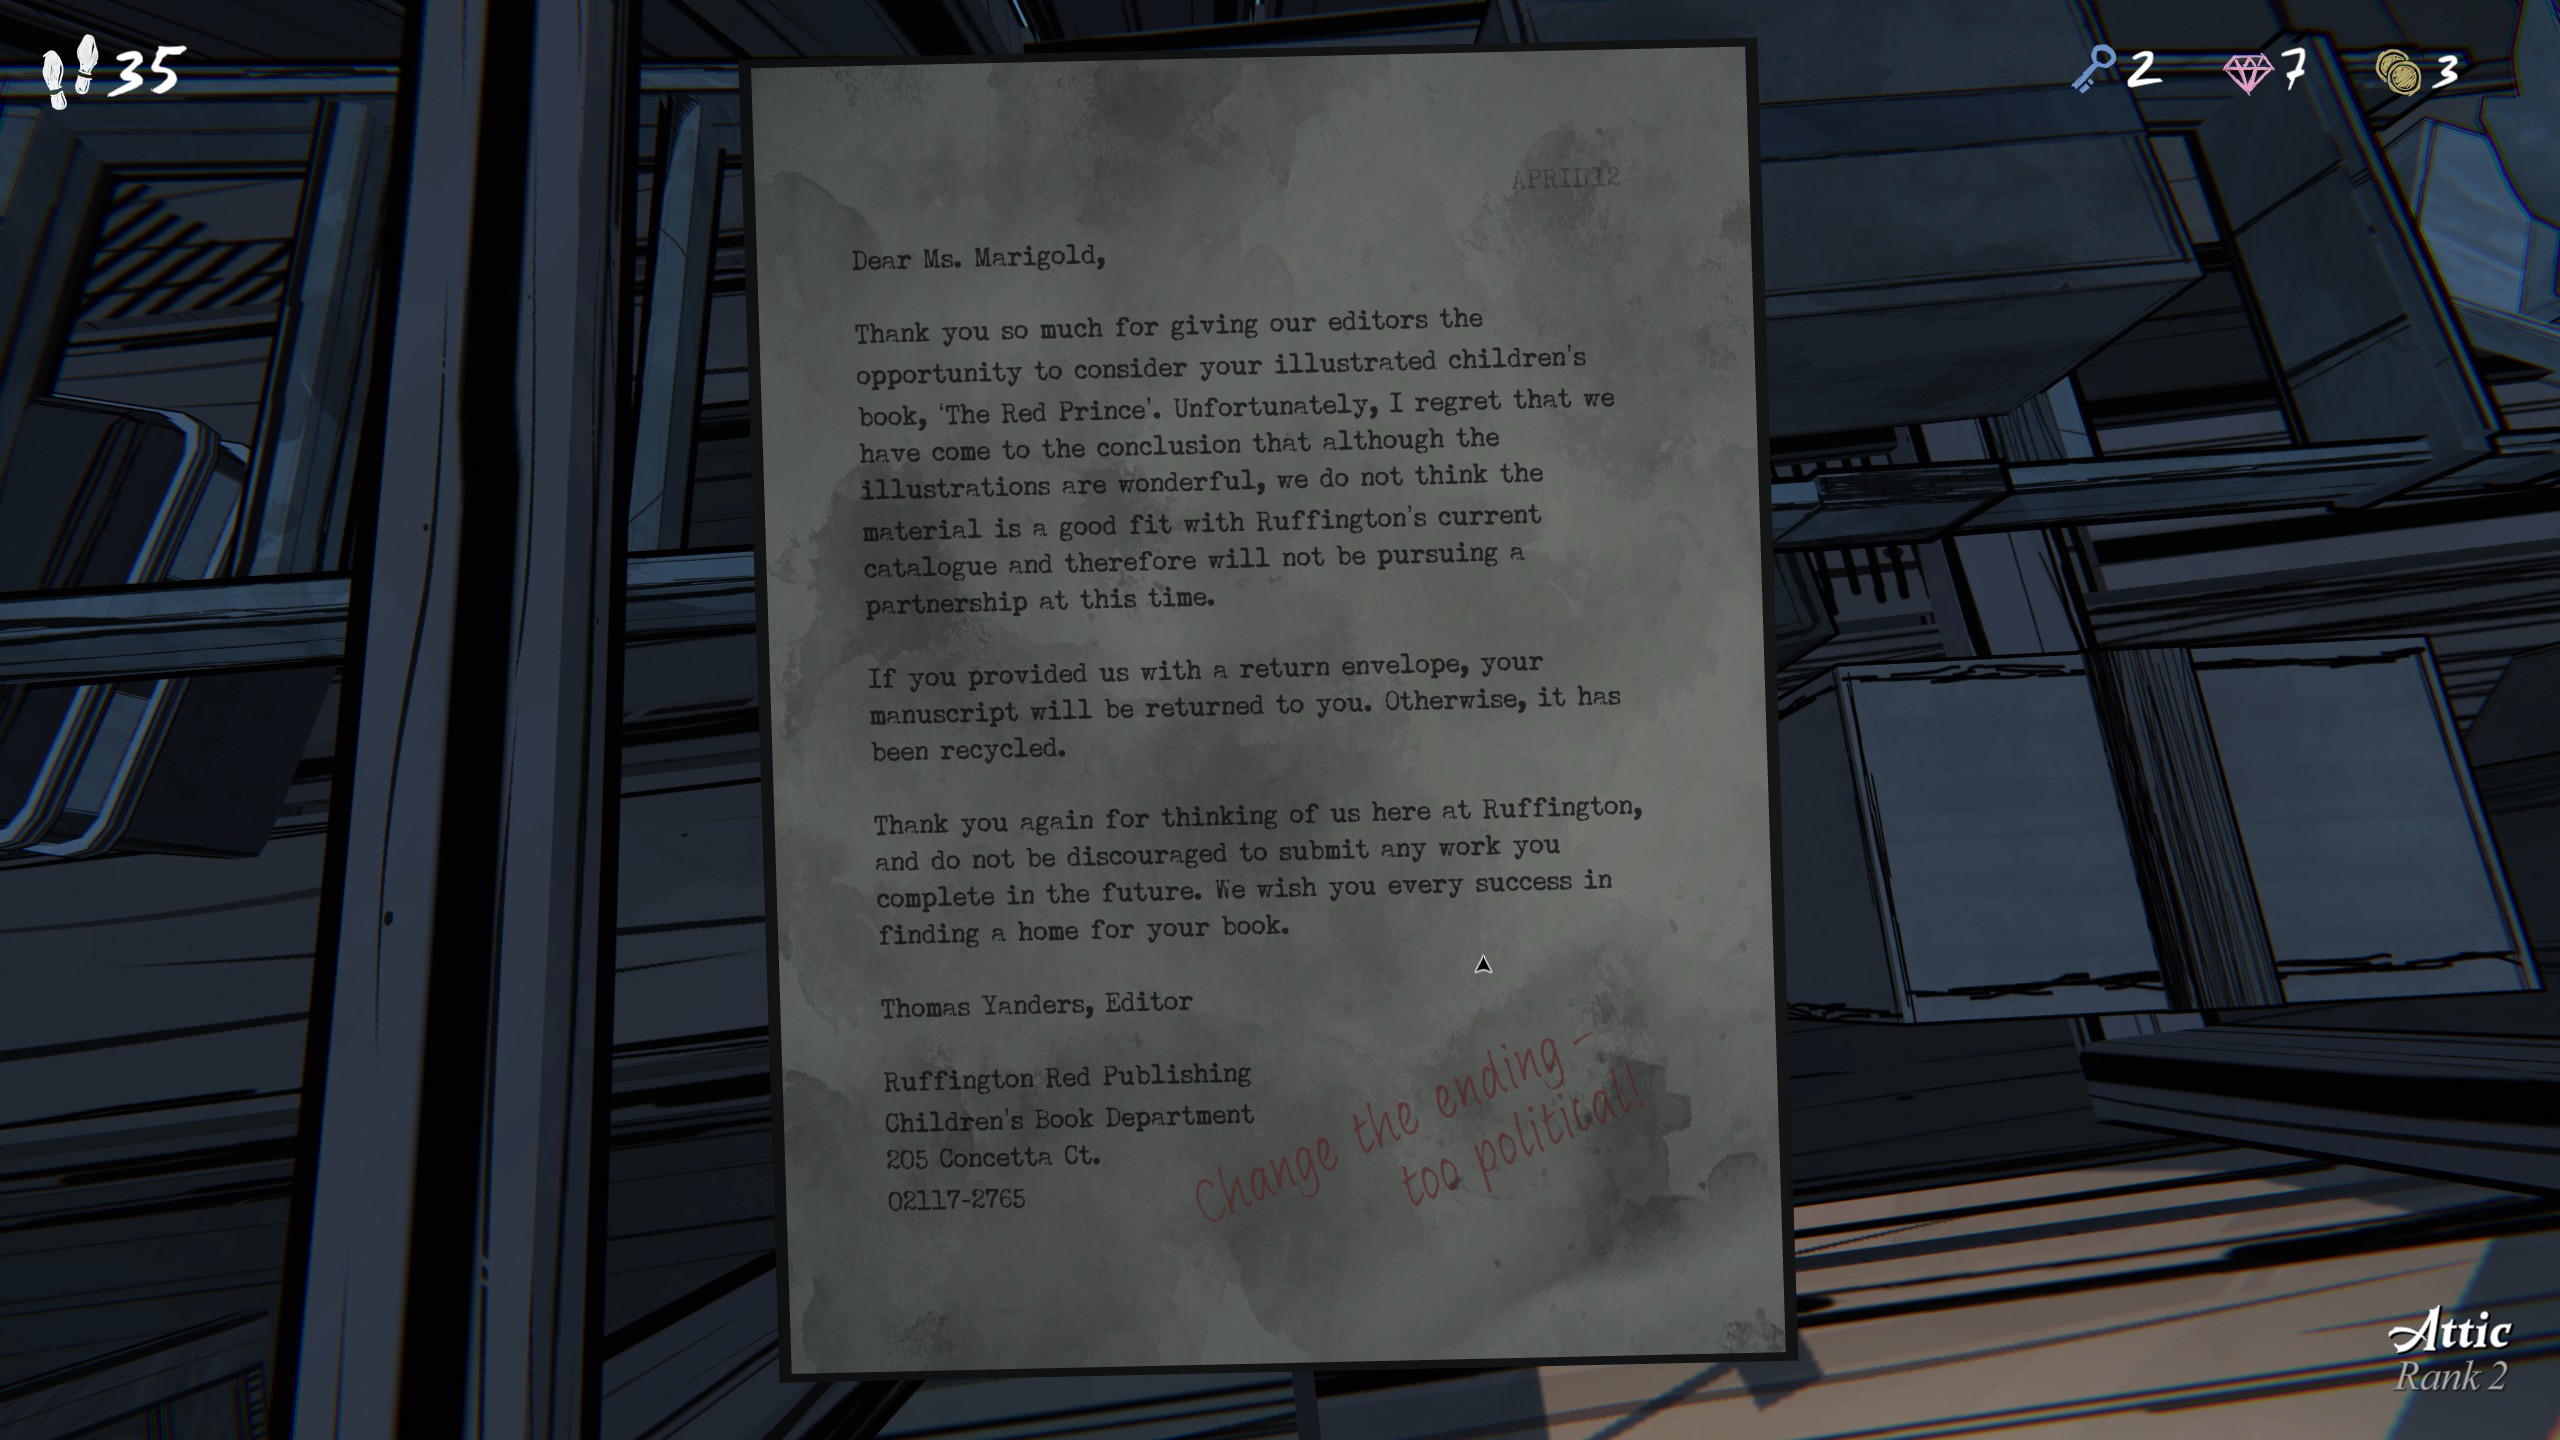 35
2
7
3
APRIL 12
Dear Ms. Marigold,
Thank you so much for giving our editors the
opportunity to consider your illustrated children's
book, 'The Red Prince'. Unfortunately, I regret that we
have come to the conclusion that although the
illustrations are wonderful, we do not think the
material is a good fit with Ruffington's current
catalogue and therefore will not be pursuing a
partnership at this time.
If you provided us with a return envelope, your
manuscript will be returned to you. Otherwise, it has
been recycled.
Thank you again for thinking of us here at Ruffington,
and do not be discouraged to submit any work you
complete in the future. We wish you every success in
finding a home for your book.
Thomas Yanders, Editor
Ruffington Red Publishing
Children's Book Department
205 Concetta Ct.
02117-2765
Change the ending -
too political!
Attic
Rank 2